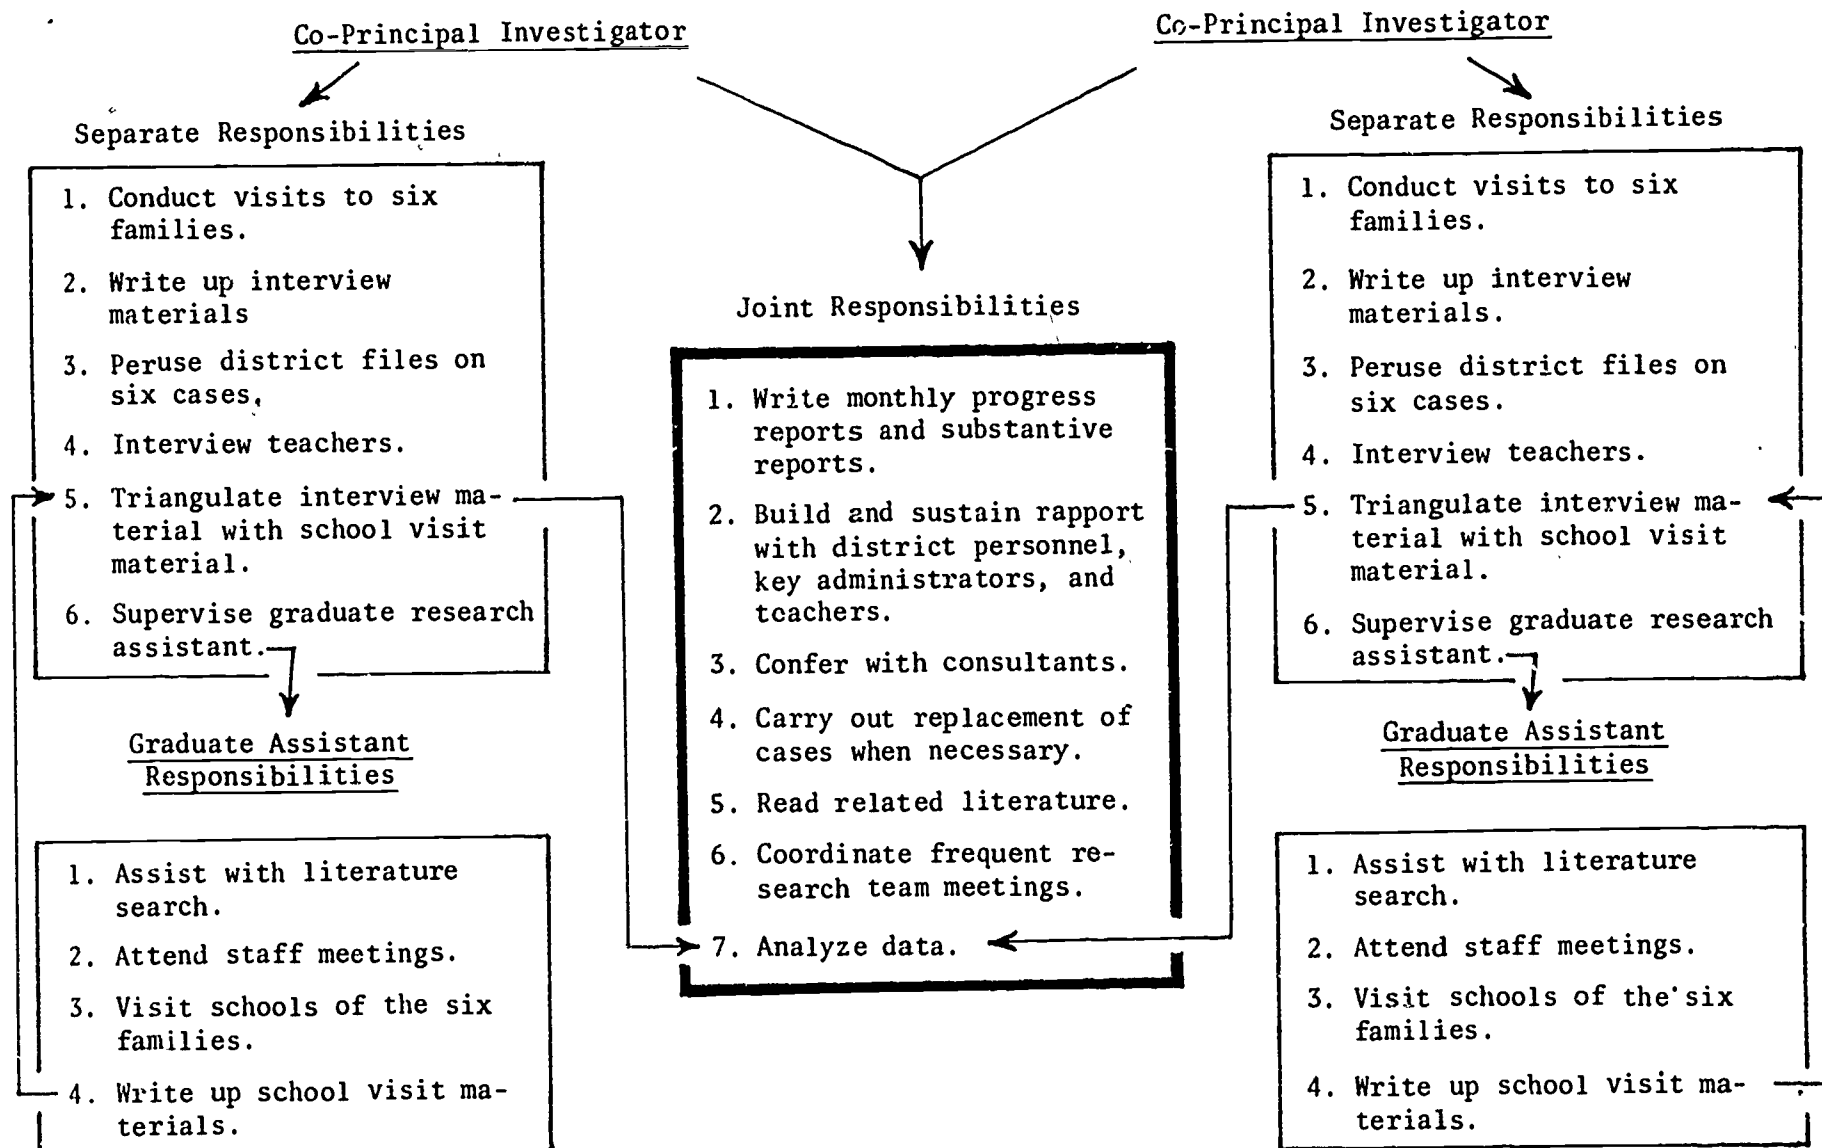 Co-Principal Investigator
Co-Principal Investigator
Separate Responsibilities
1. Conduct visits to six
families.
2. Write up interview
materials
3. Peruse district files on
six cases.
4. Interview teachers.
5. Triangulate interview ma-
terial with school visit
material.
6. Supervise graduate research
assistant.
Graduate Assistant
Responsibilities
1. Assist with literature
search.
2. Attend staff meetings.
3. Visit schools of the six
families.
4. Write up school visit ma-
terials.
Joint Responsibilities
1. Write monthly progress
reports and substantive
reports.
2. Build and sustain rapport
with district personnel,
key administrators, and
teachers.
3. Confer with consultants.
4. Carry out replacement of
cases when necessary.
5. Read related literature.
6. Coordinate frequent re-
search team meetings.
7. Analyze data.
Separate Responsibilities
1. Conduct visits to six
families.
2. Write up interview
materials.
3. Peruse district files on
six cases.
4. Interview teachers.
5. Triangulate interview ma-
terial with school visit
material.
6. Supervise graduate research
assistant.
Graduate Assistant
Responsibilities
1. Assist with literature
search.
2. Attend staff meetings.
3. Visit schools of the six
families.
4. Write up school visit ma-
terials.